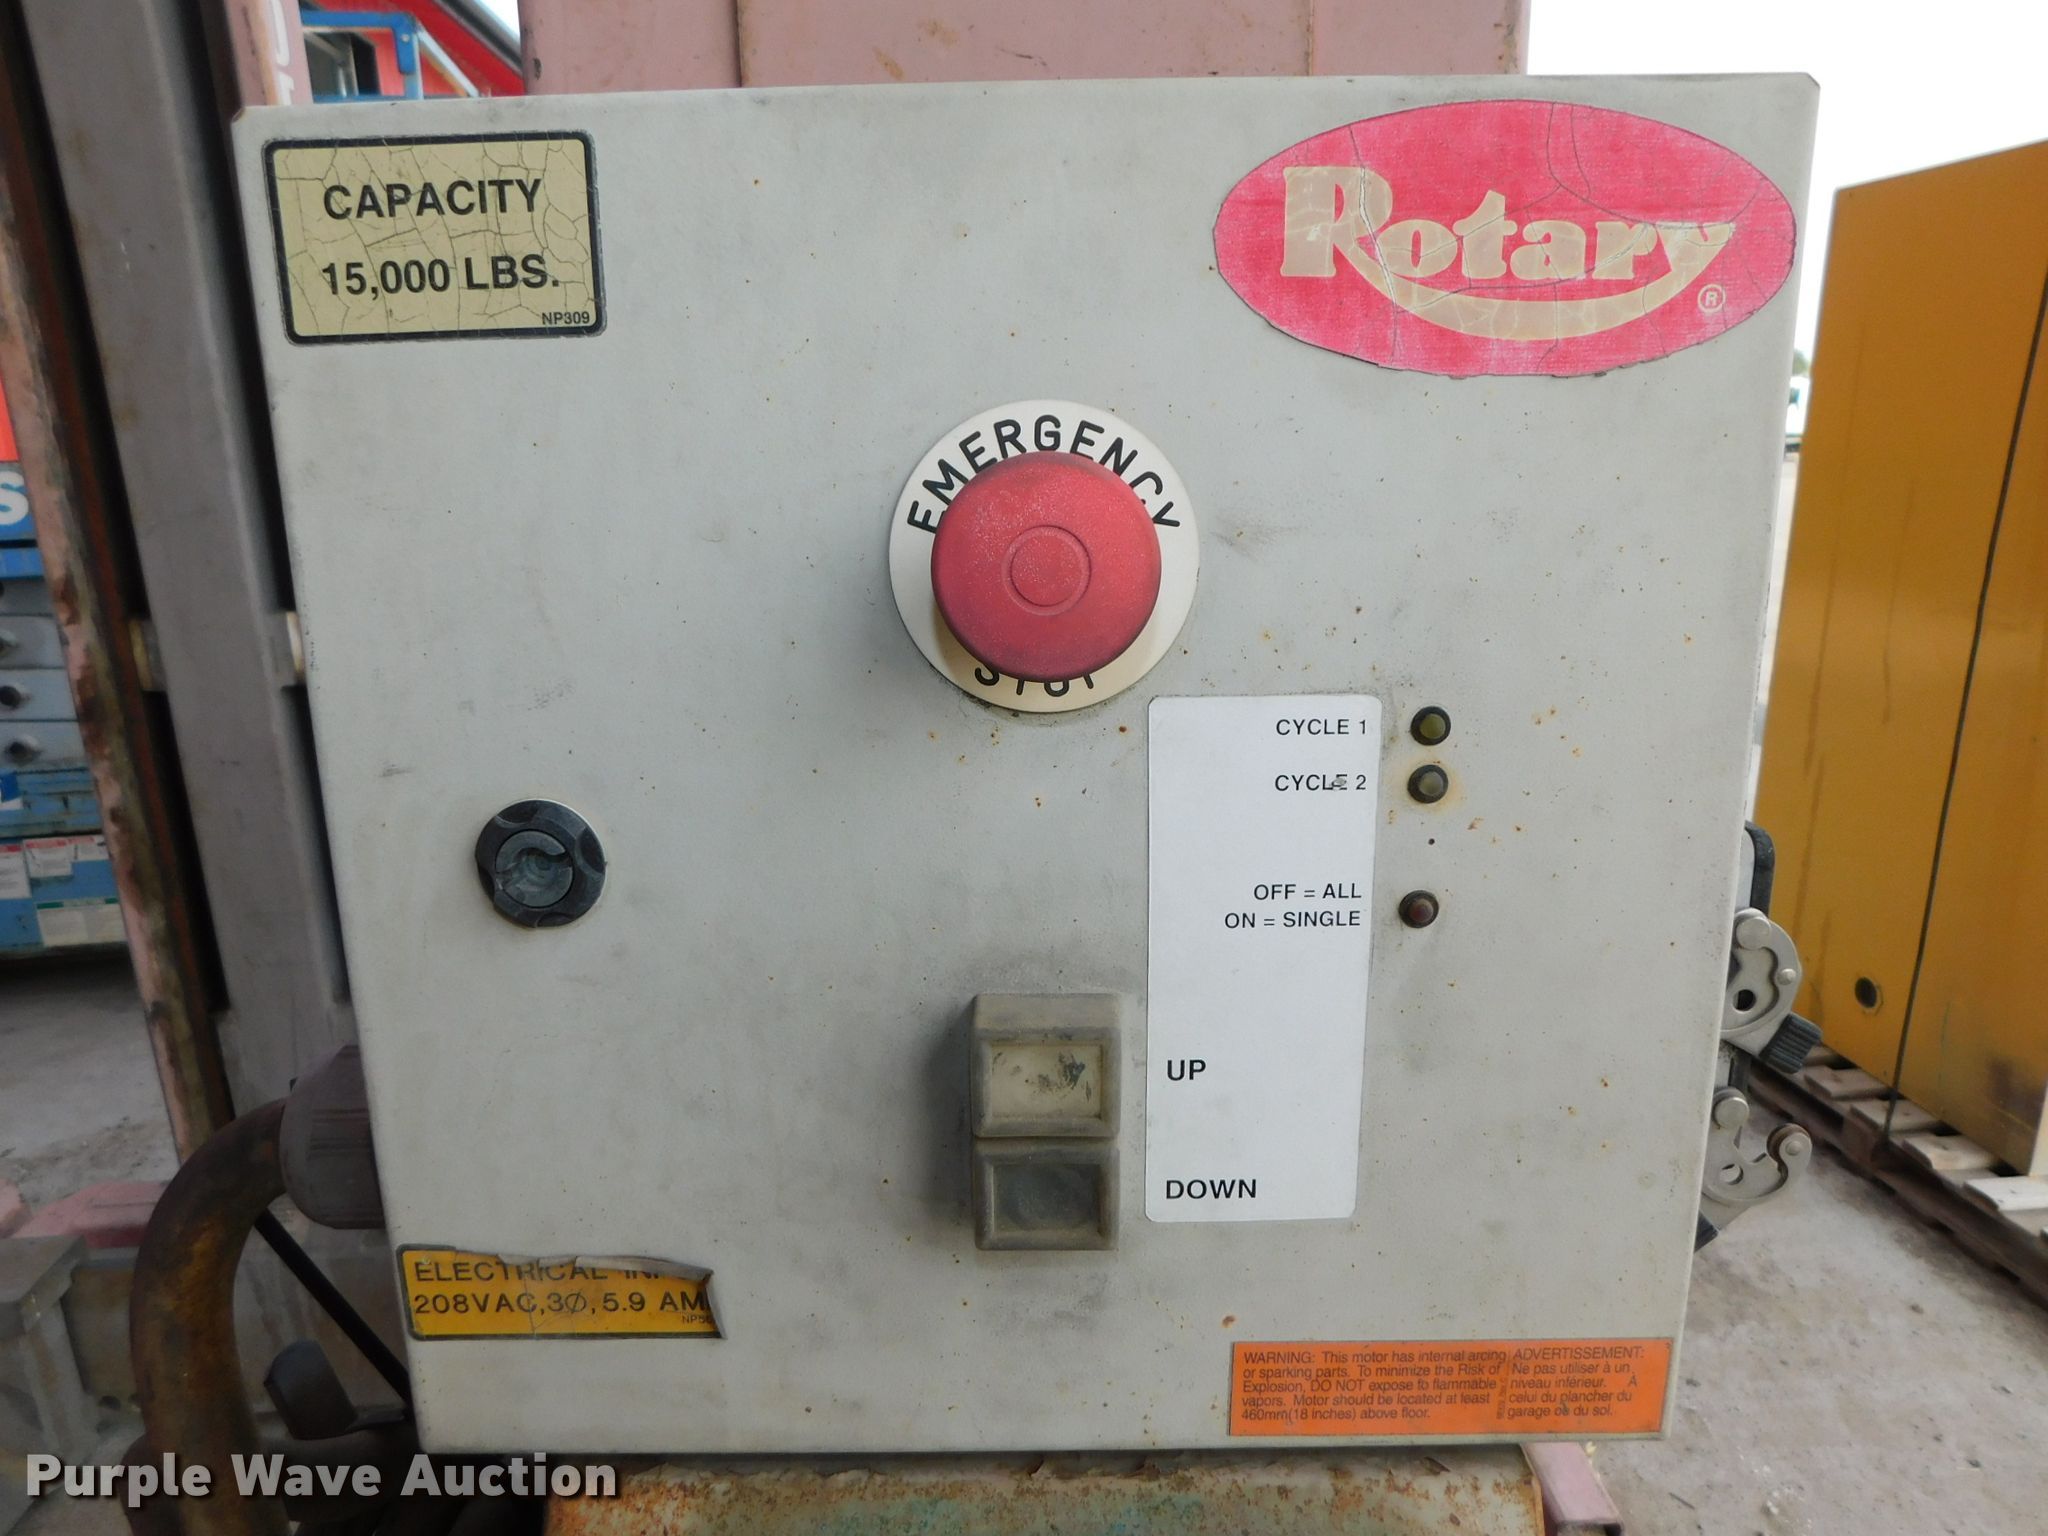 CAPACITY
15,000 LBS.
NP309
Rotary
®
EMERGENCY
STOP
CYCLE 1
CYCLE 2
OFF = ALL
ON = SINGLE
UP
DOWN
ELECTRICAL
208VAC,3Ø, 5.9 AM
WARNING: This motor has internal arcing
or sparking parts. To minimize the Risk of
Explosion, DO NOT expose to flammable
vapors. Motor should be located at least
460mm(18 inches) above floor.
ADVERTISSEMENT:
Ne pas utiliser à un
niveau inférieur. À
celui du plancher du
garage ou du sol.
S
Purple Wave Auction